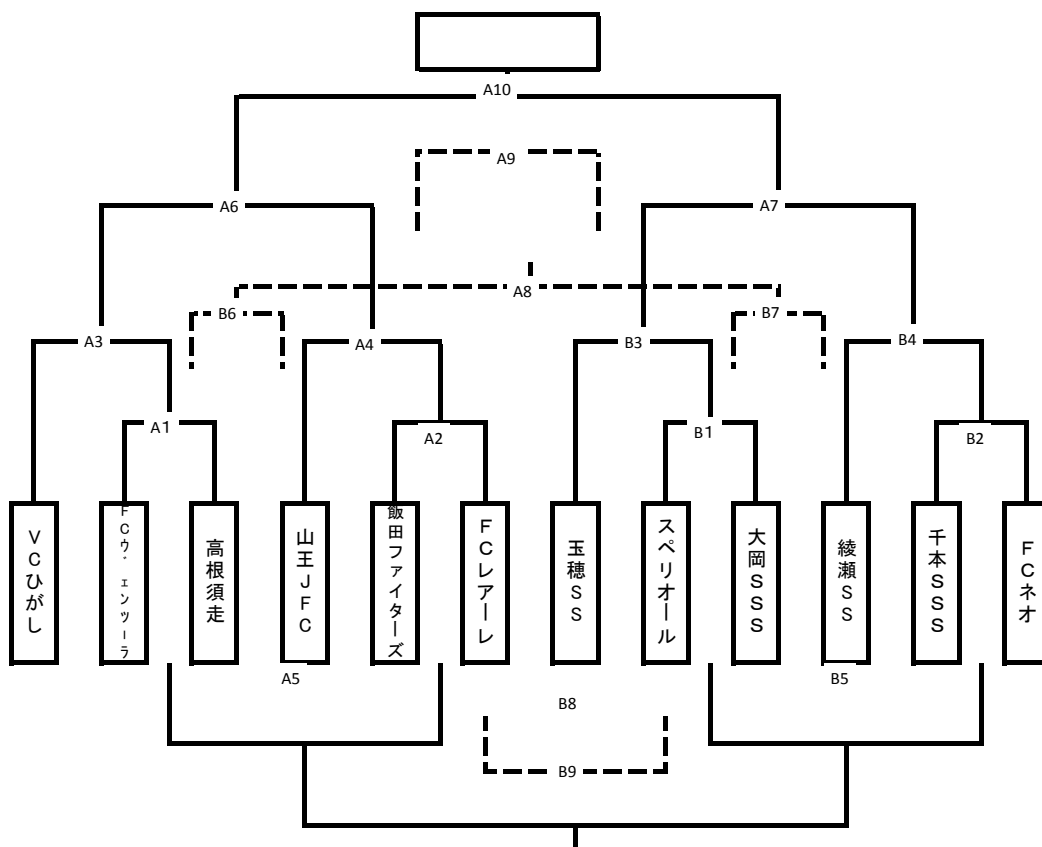 A10
A9
A6
A7
A8
B6
B7
A3
A4
B3
B4
A1
A2
B1
B2
VCひがし
FCヴェンツーラ
高根須走
山王JFC
飯田ファイターズ
FCレアーレ
玉穂SS
スペリオール
大岡SSS
綾瀬SS
千本SSS
FCネオ
A5
B5
B8
B9